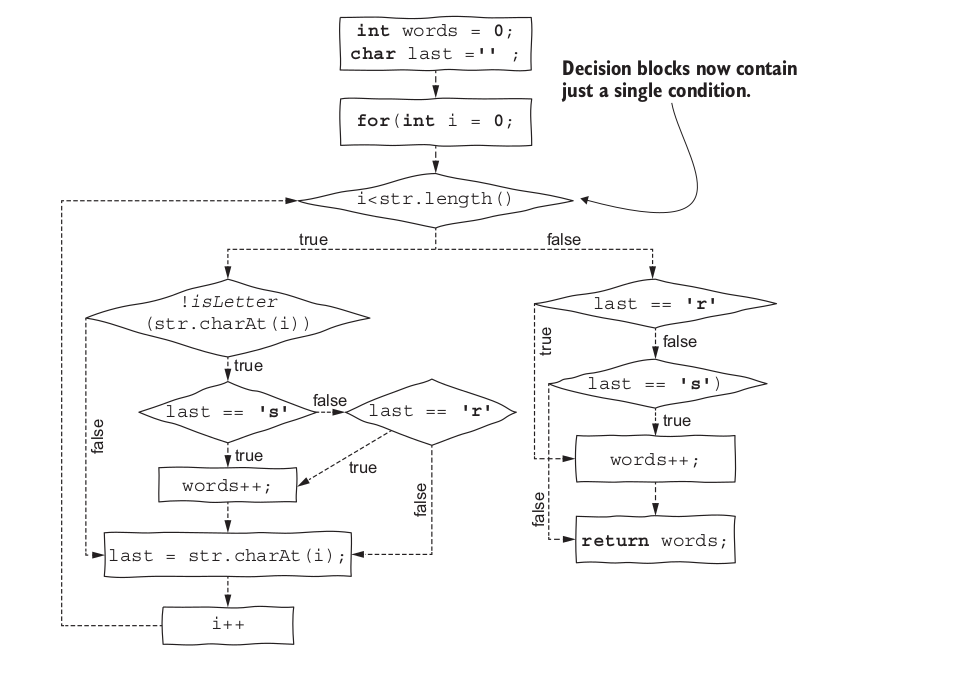 int words = 0;
char last ='' ;
Decision blocks now contain
just a single condition.
for(int i = 0;
i<str.length()
true
false
!isLetter
(str.charAt(i))
last == 'r'
true
false
true
last == 's')
last == 's'
false
last == 'r'
true
false
true
true
words++;
words++;
false
false
last = str.charAt(i);
return words;
i++